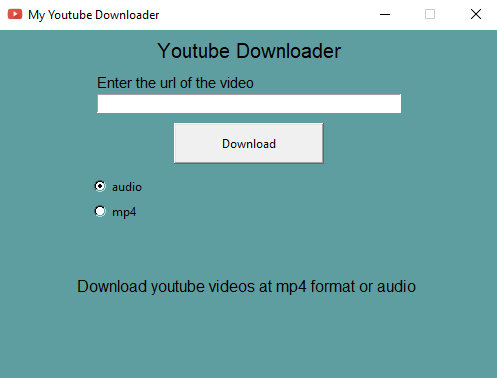 My Youtube Downloader
Youtube Downloader
Enter the url of the video
Download
audio
mp4
Download youtube videos at mp4 format or audio